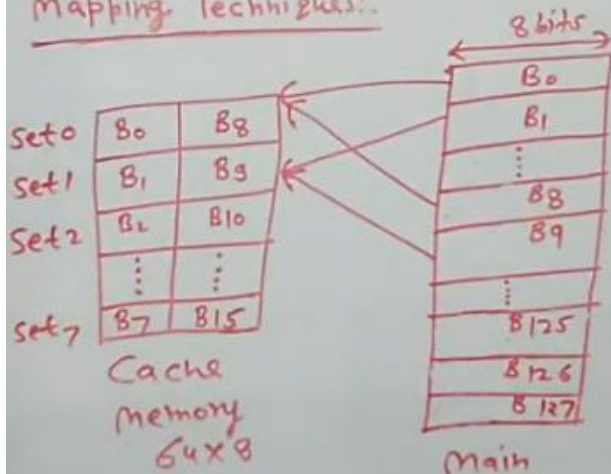 Mapping Techniques:.
8 bits
B0
B1
B8
B9
B125
B126
B127
Main
Set0 B0 B8
Set1 B1 B9
Set2 B2 B10
Set7 B7 B15
Cache
memory
64x8